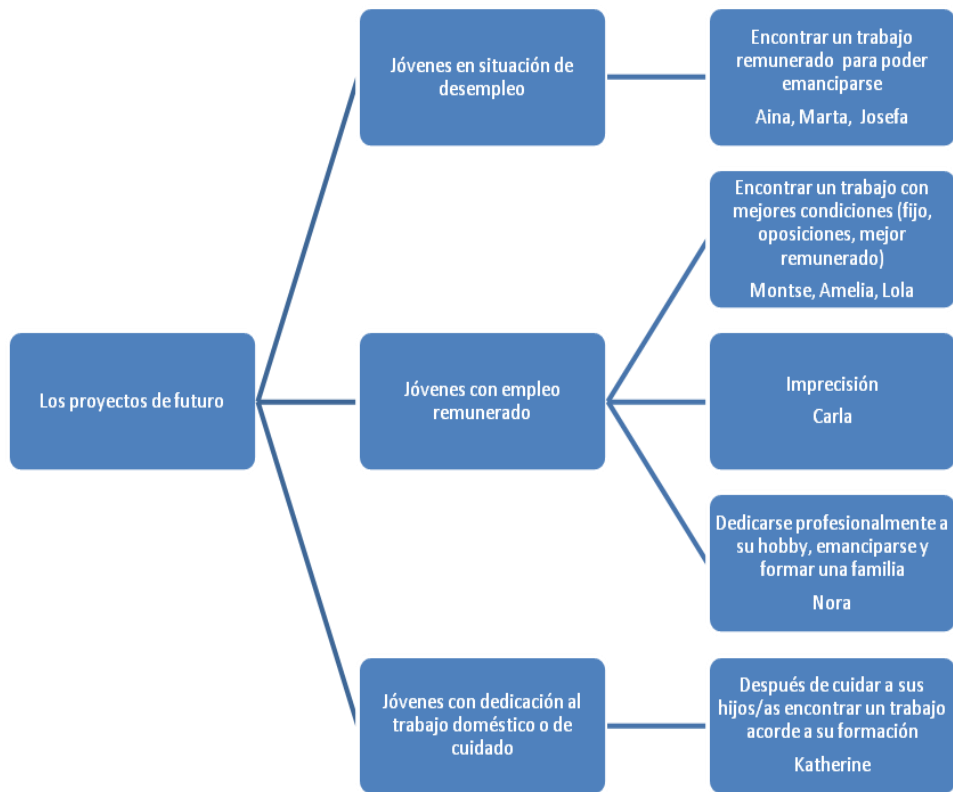 Los proyectos de futuro
Jóvenes en situación de
desempleo
Encontrar un trabajo
remunerado para poder
emanciparse
Aina, Marta, Josefa
Jóvenes con empleo
remunerado
Encontrar un trabajo con
mejores condiciones (fijo,
oposiciones, mejor
remunerado)
Montse, Amelia, Lola
Imprecisión
Carla
Dedicarse profesionalmente a
su hobby, emanciparse y
formar una familia
Nora
Jóvenes con dedicación al
trabajo doméstico o de
cuidado
Después de cuidar a sus
hijos/as encontrar un trabajo
acorde a su formación
Katherine